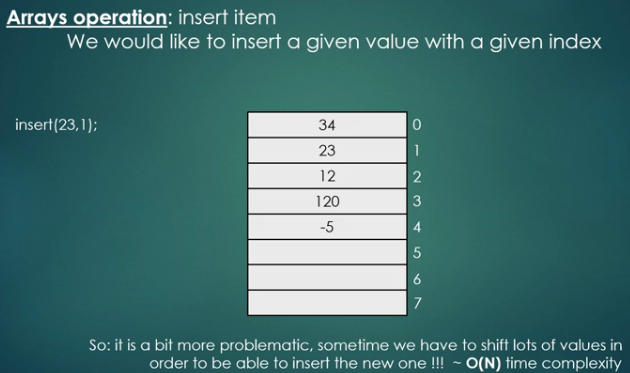 Arrays operation: insert item
We would like to insert a given value with a given index
insert(23,1);
34 0
23 1
12 2
120 3
-5 4
5
6
7
So: it is a bit more problematic, sometime we have to shift lots of values in
order to be able to insert the new one !!! ~ O(N) time complexity